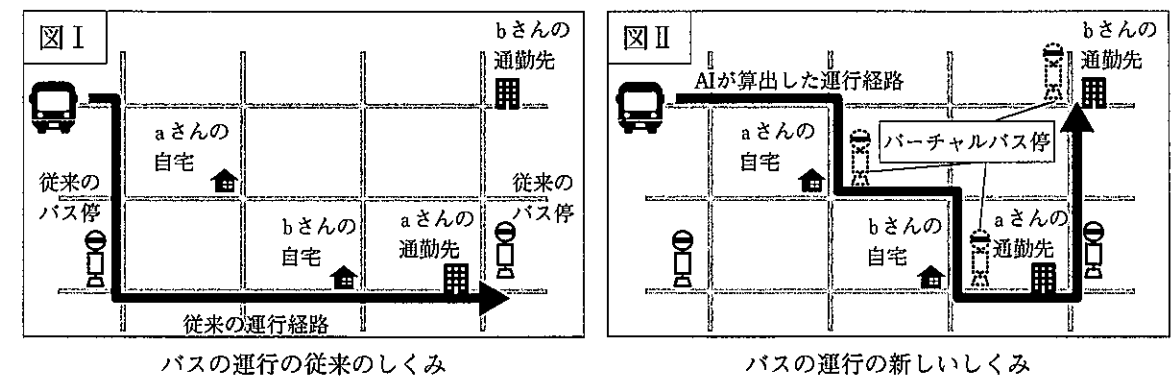 図Ⅰ
bさんの
通勤先
aさんの
自宅
従来の
バス停
従来の
バス停
bさんの
自宅
aさんの
通勤先
従来の運行経路
バスの運行の従来のしくみ
図Ⅱ
bさんの
通勤先
AIが算出した運行経路
aさんの
自宅
バーチャルバス停
bさんの
自宅
aさんの
通勤先
バスの運行の新しいしくみ